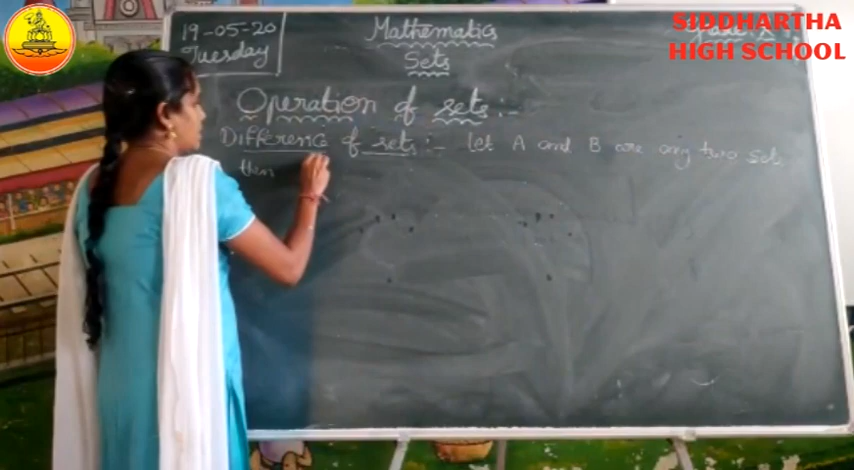 SIDDHARTHA
HIGH SCHOOL
19-05-20
Tuesday
Mathematics
Sets
Operation of sets:-
Difference of sets:- Let A and B are any two sets
then